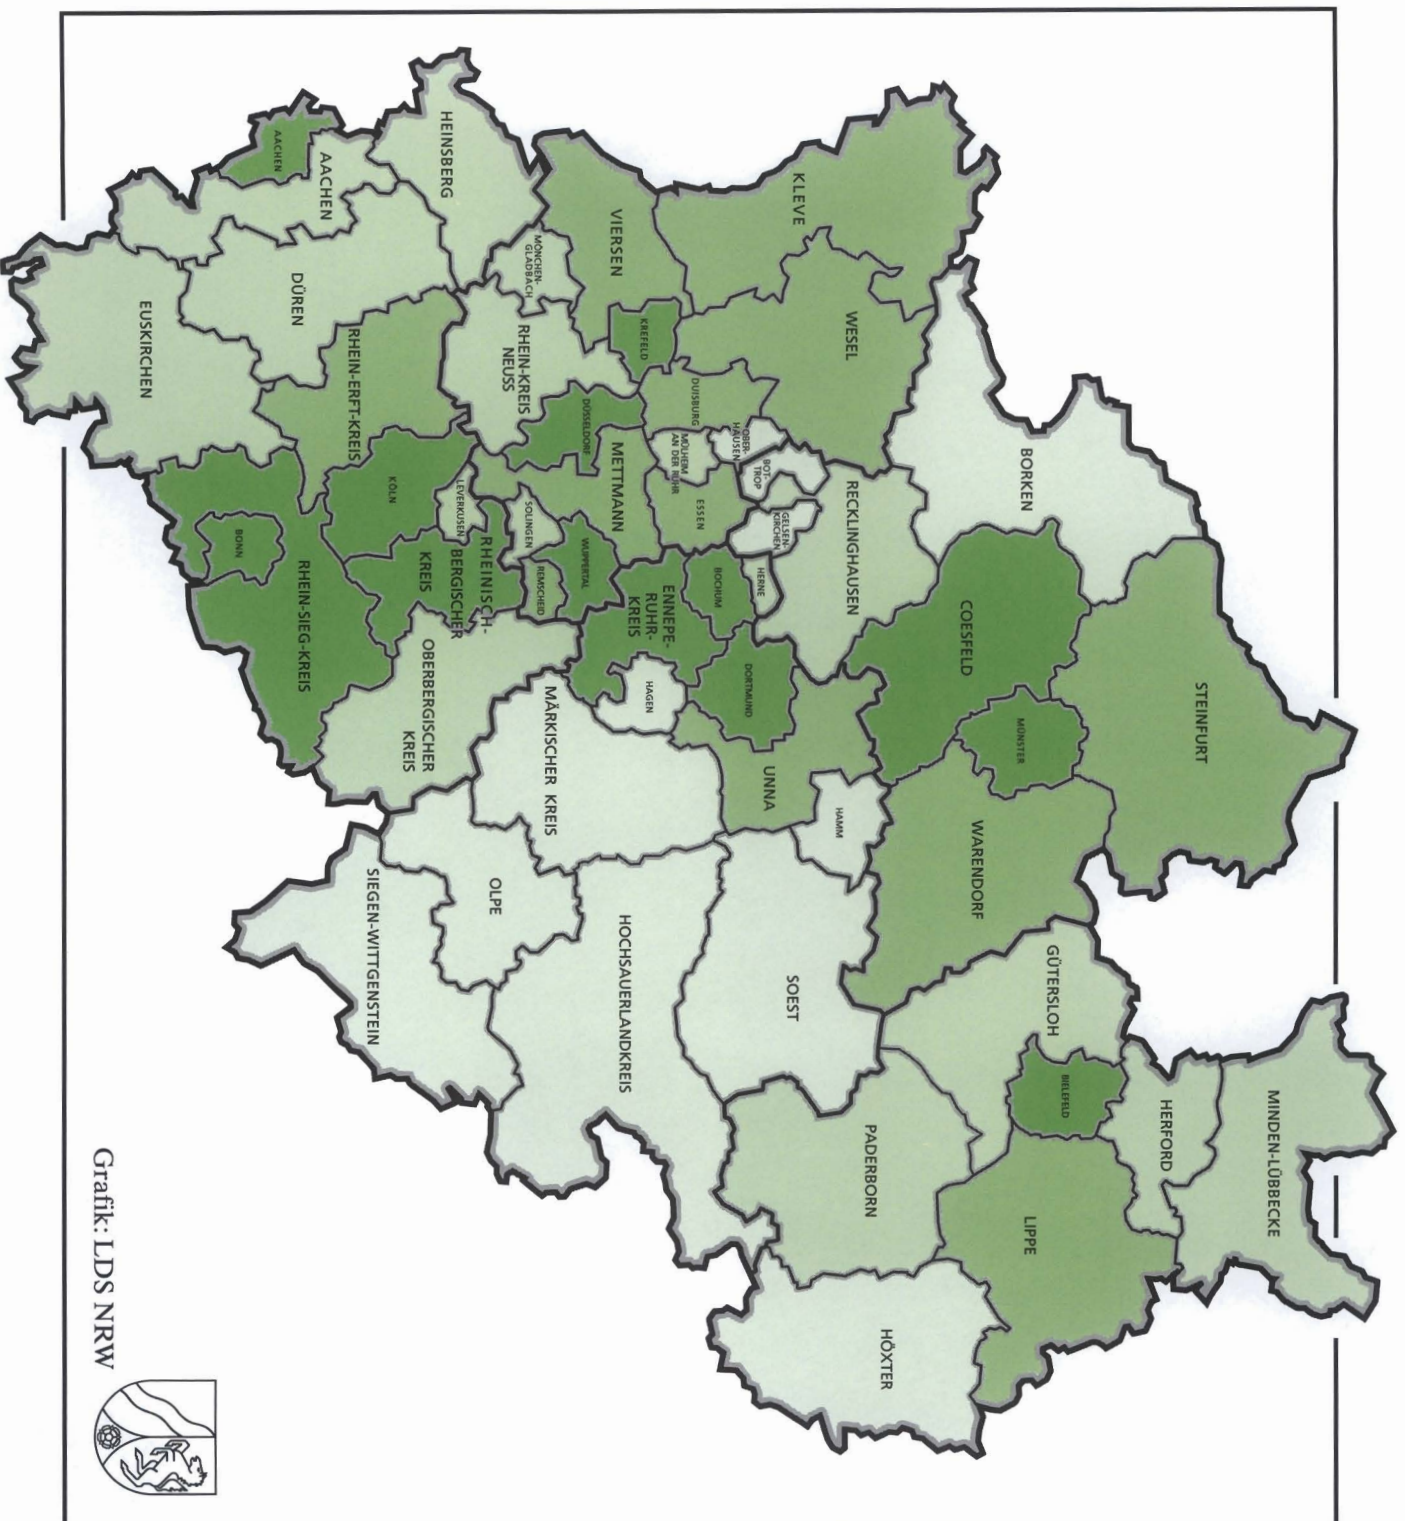 MINDEN-LÜBBECKE
STEINFURT
HERFORD
BIELEFELD
GÜTERSLOH
LIPPE
BORKEN
MÜNSTER
COESFELD
WARENDORF
HÖXTER
PADERBORN
KLEVE
WESEL
RECKLINGHAUSEN
HAMM
SOEST
UNNA
BOT-
TROP
GELSEN-
KIRCHEN
HERNE
DORTMUND
OBER-
HAUSEN
DUISBURG
MÜLHEIM
AN DER RUHR
ESSEN
BOCHUM
VIERSEN
KREFELD
METTMANN
ENNEPE-
RUHR-
KREIS
HAGEN
HOCHSAUERLANDKREIS
DÜSSELDORF
WUPPERTAL
MÖNCHEN-
GLADBACH
RHEIN-KREIS
NEUSS
SOLINGEN
REMSCHEID
MÄRKISCHER KREIS
HEINSBERG
LEVERKUSEN
RHEINISCH-
BERGISCHER
KREIS
OBERBERGISCHER
KREIS
OLPE
KÖLN
RHEIN-ERFT-KREIS
SIEGEN-WITTGENSTEIN
AACHEN
AACHEN
DÜREN
RHEIN-SIEG-KREIS
BONN
EUSKIRCHEN
Grafik: LDS NRW